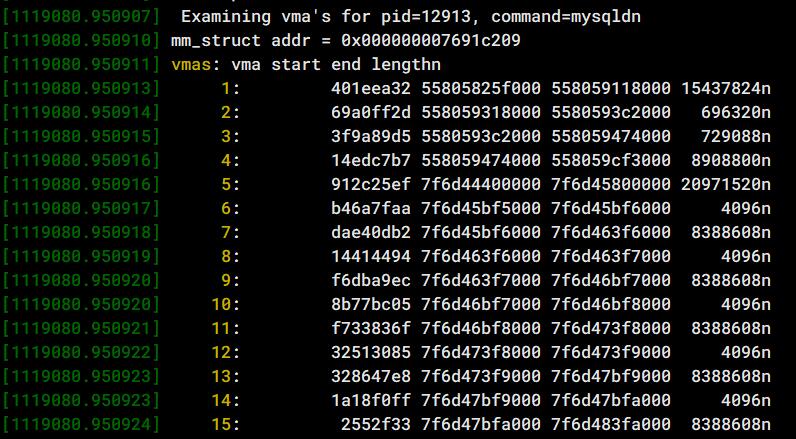 [1119080.950907]  Examining vma's for pid=12913, command=mysqldn
[1119080.950910] mm_struct addr = 0x000000007691c209
[1119080.950911] vmas: vma start end lengthn
[1119080.950913]     1:         401eea32 55805825f000 558059118000 15437824n
[1119080.950914]     2:         69a0ff2d 558059318000 5580593c2000   696320n
[1119080.950915]     3:         3f9a89d5 5580593c2000 558059474000   729088n
[1119080.950916]     4:         14edc7b7 558059474000 558059cf3000  8908800n
[1119080.950916]     5:         912c25ef 7f6d44400000 7f6d45800000 20971520n
[1119080.950917]     6:         b46a7faa 7f6d45bf5000 7f6d45bf6000     4096n
[1119080.950918]     7:         dae40db2 7f6d45bf6000 7f6d463f6000  8388608n
[1119080.950919]     8:         14414494 7f6d463f6000 7f6d463f7000     4096n
[1119080.950920]     9:         f6dba9ec 7f6d463f7000 7f6d46bf7000  8388608n
[1119080.950920]    10:         8b77bc05 7f6d46bf7000 7f6d46bf8000     4096n
[1119080.950921]    11:         f733836f 7f6d46bf8000 7f6d473f8000  8388608n
[1119080.950922]    12:         32513085 7f6d473f8000 7f6d473f9000     4096n
[1119080.950923]    13:         328647e8 7f6d473f9000 7f6d47bf9000  8388608n
[1119080.950923]    14:         1a18f0ff 7f6d47bf9000 7f6d47bfa000     4096n
[1119080.950924]    15:          2552f33 7f6d47bfa000 7f6d483fa000  8388608n